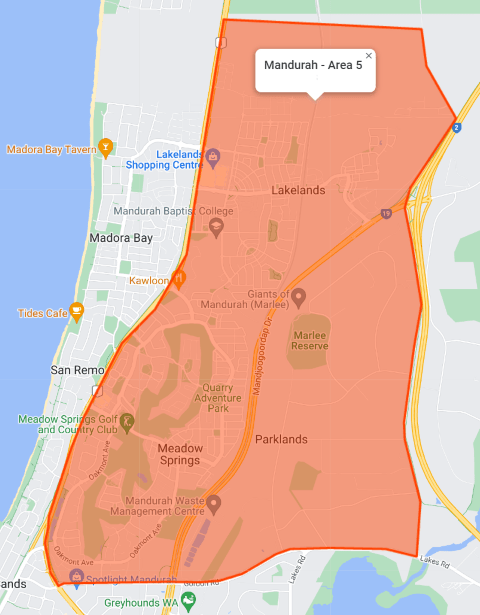 Mandurah - Area 5
×
2
Madora Bay Tavern
Lakelands
Shopping Centre
Lakelands
Mandurah Baptist College
19
Madora Bay
Kawloon
Giants of
Mandurah (Marlee)
Tides Cafe
Mandjoogoordap Dr
Marlee
Reserve
San Remo
Quarry
Adventure
Park
Meadow Springs Golf
and Country Club
Oakmont Ave
Meadow
Springs
Parklands
Mandurah Waste
Management Centre
Oakmont Ave
Oakmont Ave
Lakes Rd
Lakes Rd
ands
Spotlight Mandurah
Gordon Rd
Greyhounds WA